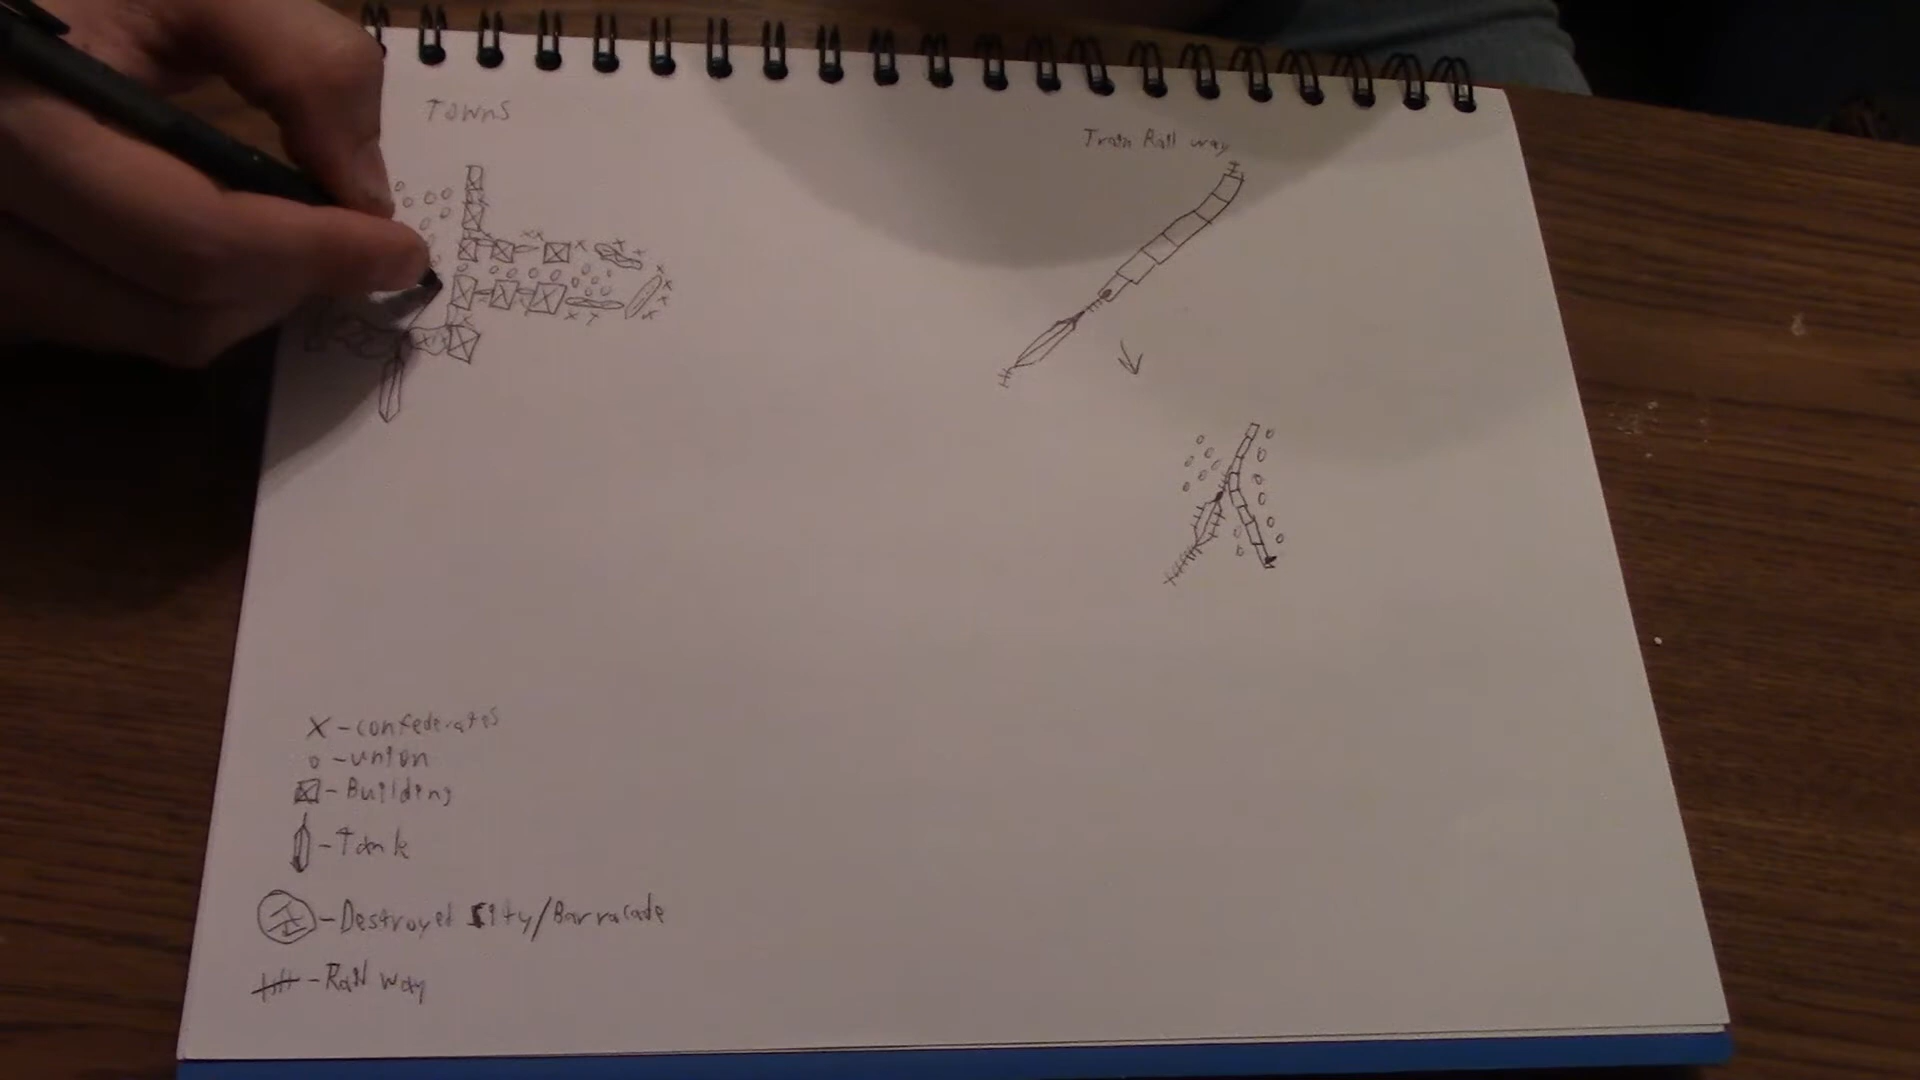 Towns
Train Rail way
X - confederates
o - union
- Building
- Tank
- Destroyed City/Barracade
- Rail way